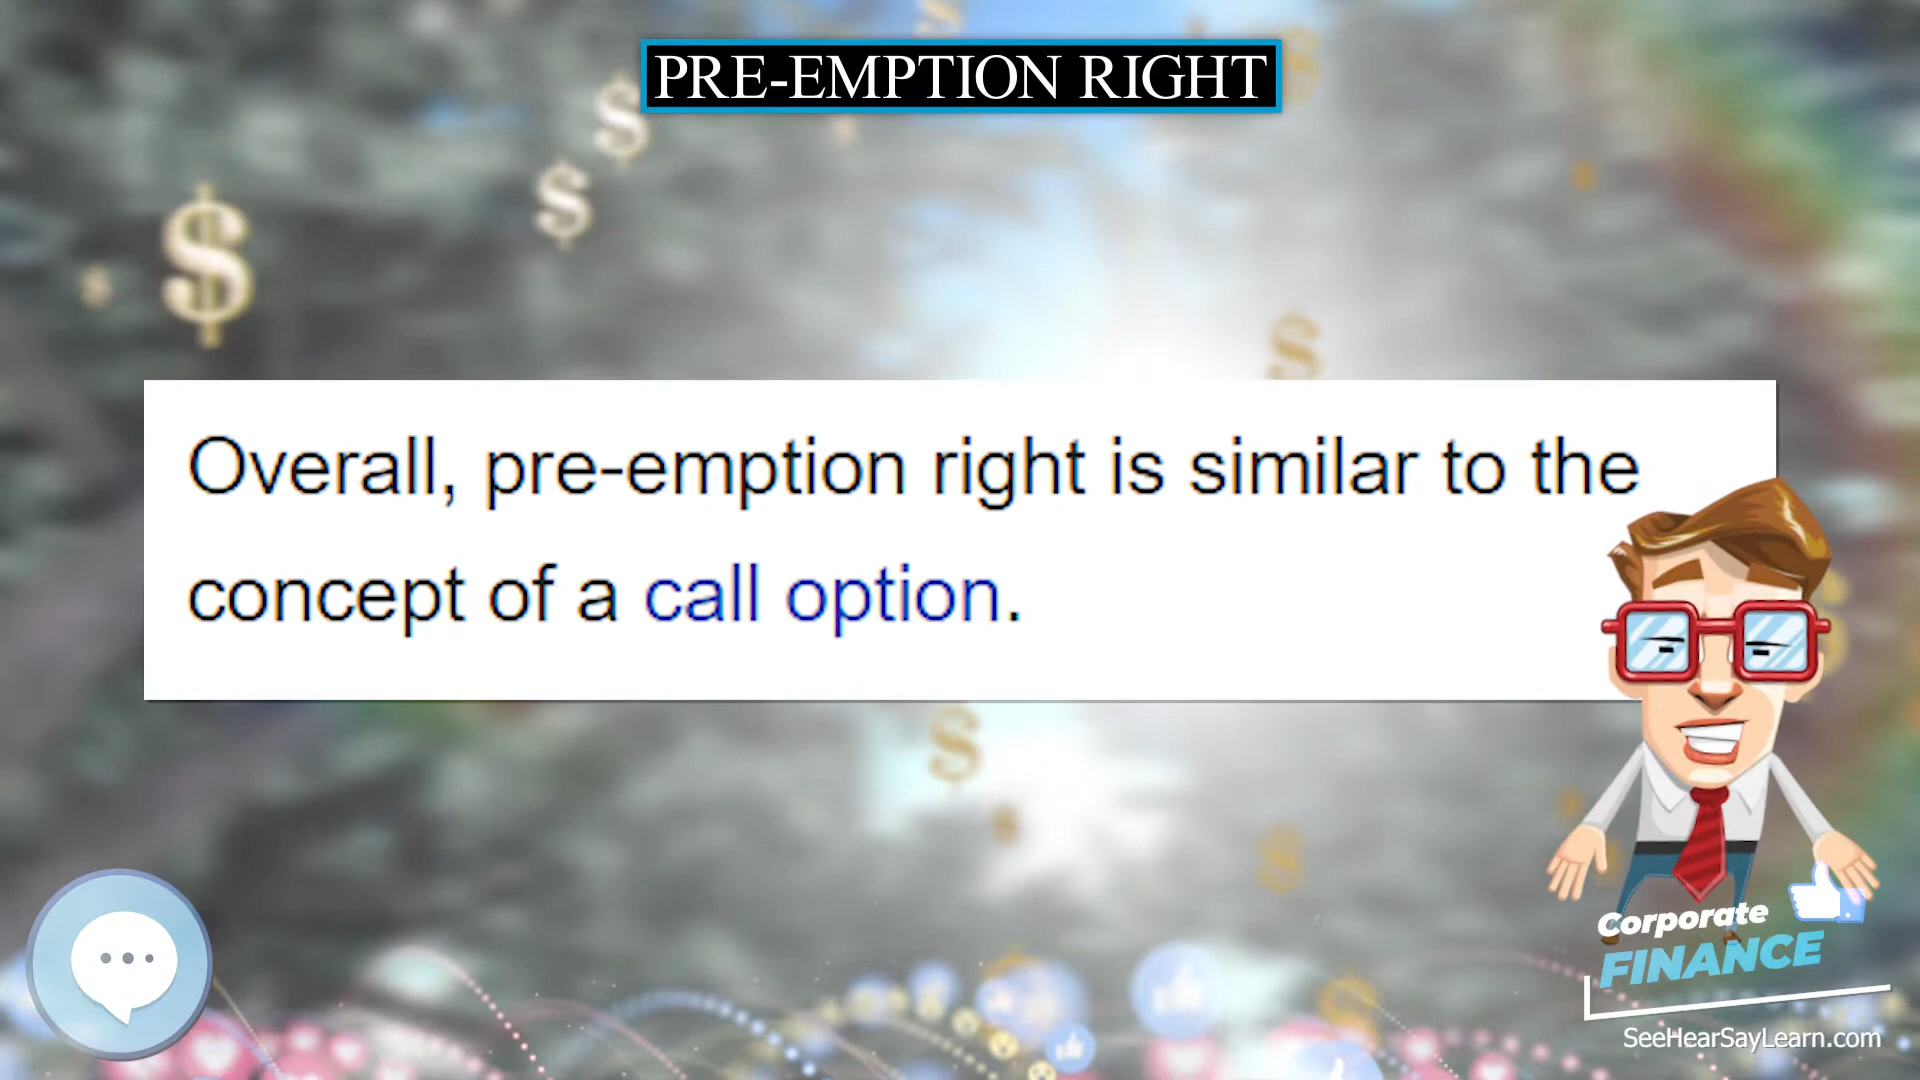 PRE-EMPTION RIGHT
Overall, pre-emption right is similar to the
concept of a call option.
Corporate
FINANCE
SeeHearSayLearn.com